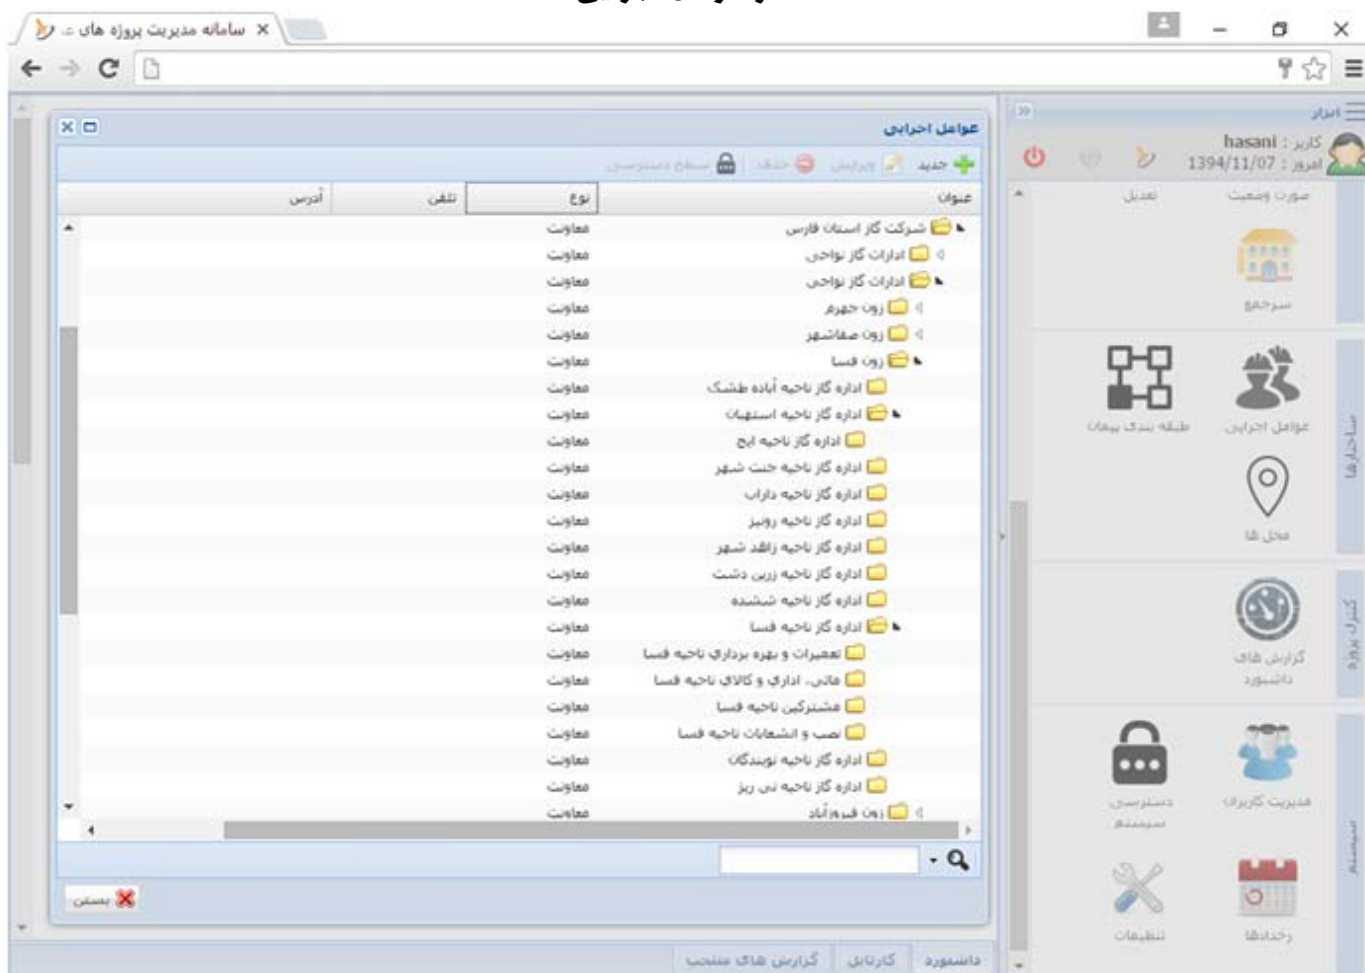 سامانه مدیریت پروژه های ت
ابزار
کاربر : hasani
امروز : 1394/11/07
عوامل اجرایی
جدید ویرایش حذف سطح دسترسی
عنوان نوع تلفن آدرس
شرکت گاز استان فارس معاونت
ادارات گاز نواحی معاونت
ادارات گاز نواحی معاونت
زون جهرم معاونت
زون صفاشهر معاونت
زون فسا معاونت
اداره گاز ناحیه آباده طشک معاونت
اداره گاز ناحیه استهبان معاونت
اداره گاز ناحیه ایج معاونت
اداره گاز ناحیه جنت شهر معاونت
اداره گاز ناحیه داراب معاونت
اداره گاز ناحیه رونیز معاونت
اداره گاز ناحیه زاهد شهر معاونت
اداره گاز ناحیه زرین دشت معاونت
اداره گاز ناحیه ششده معاونت
اداره گاز ناحیه فسا معاونت
تعمیرات و بهره برداری ناحیه فسا معاونت
مالی، اداری و کالای ناحیه فسا معاونت
مشترکین ناحیه فسا معاونت
نصب و انشعابات ناحیه فسا معاونت
اداره گاز ناحیه نوبندگان معاونت
اداره گاز ناحیه نی ریز معاونت
زون فیروزآباد معاونت
بستن
داشبورد کارتابل گزارش های منتخب
صورت وضعیت تعدیل
سرجمع
ساختارها
عوامل اجرایی طبقه بندی پیمان
محل ها
کنترل پروژه
گزارش های
داشبورد
سیستم
مدیریت کاربران دسترسی
سیستم
رخدادها تنظیمات